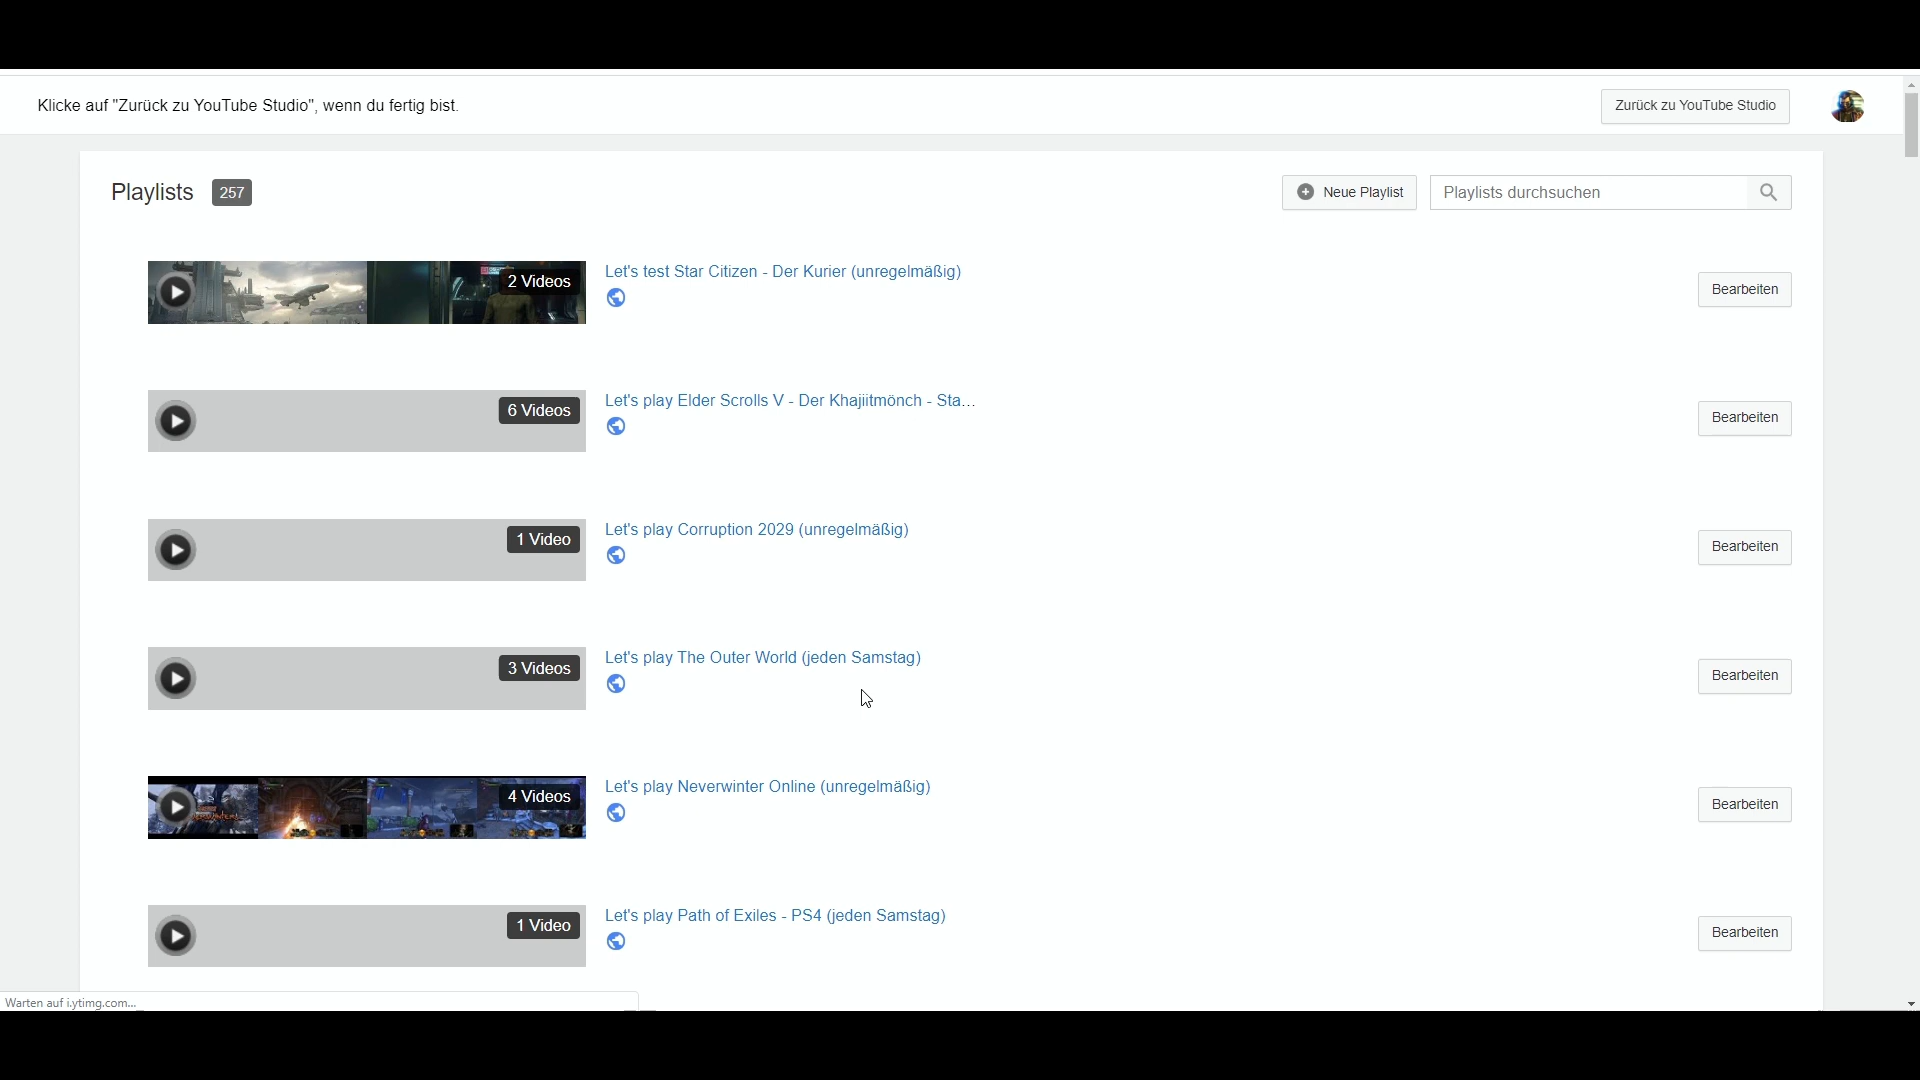 Klicke auf "Zurück zu YouTube Studio", wenn du fertig bist.
Zurück zu YouTube Studio
Playlists 257
Neue Playlist
Playlists durchsuchen
2 Videos
Let's test Star Citizen - Der Kurier (unregelmäßig)
Bearbeiten
6 Videos
Let's play Elder Scrolls V - Der Khajiitmönch - Sta...
Bearbeiten
1 Video
Let's play Corruption 2029 (unregelmäßig)
Bearbeiten
3 Videos
Let's play The Outer World (jeden Samstag)
Bearbeiten
4 Videos
Let's play Neverwinter Online (unregelmäßig)
Bearbeiten
1 Video
Let's play Path of Exiles - PS4 (jeden Samstag)
Bearbeiten
Warten auf i.ytimg.com...